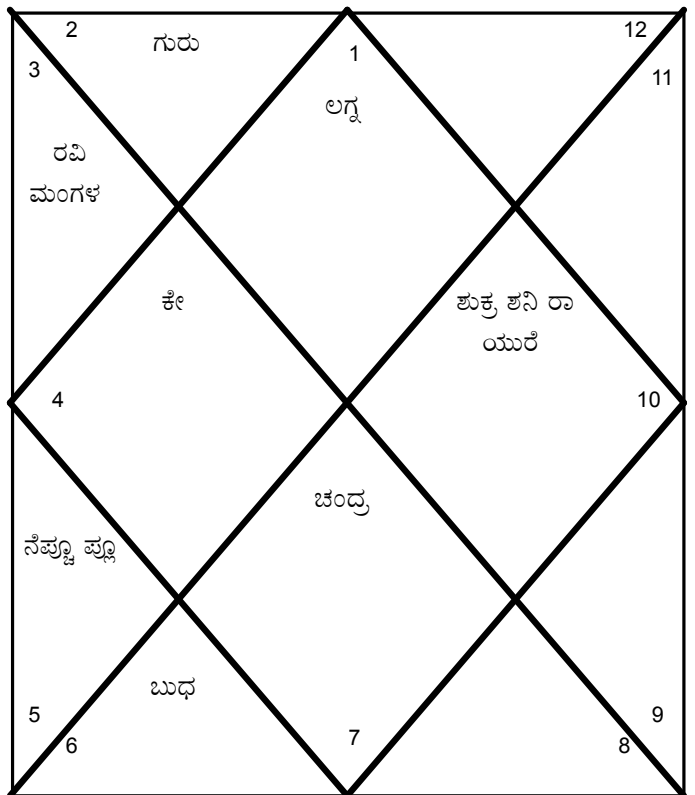 2
ಗುರು
12
1
3
11
ಲಗ್ನ
ರವಿ
ಮಂಗಳ
ಕೇ
ಶುಕ್ರ ಶನಿ ರಾ
ಯುರೆ
4
10
ಚಂದ್ರ
ನೆಪ್ಚೂ ಪ್ಲೂ
ಬುಧ
5
9
7
6
8